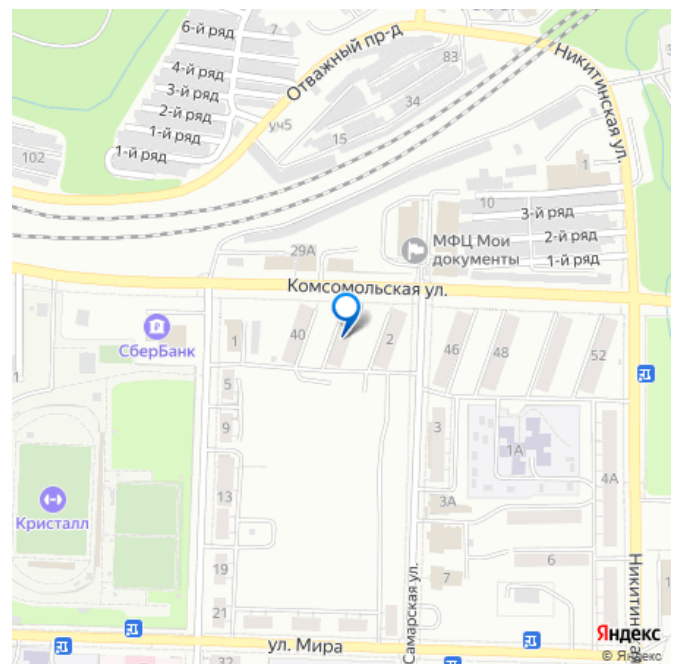 6-й ряд
7
Отважный пр-д
83
Никитинская ул.
4-й ряд
3-й ряд
2-й ряд
1-й ряд
1-й ряд
уч5
34
15
102
1
10
3-й ряд
2-й ряд
1-й ряд
МФЦ Мои
документы
29А
Комсомольская ул.
СберБанк
1
40
2
46
48
52
5
9
3
1А
4А
13
3А
Кристалл
19
7
6
21
Самарская ул.
Никитинская
ул. Мира
32
1
Яндекс
© Яндекс